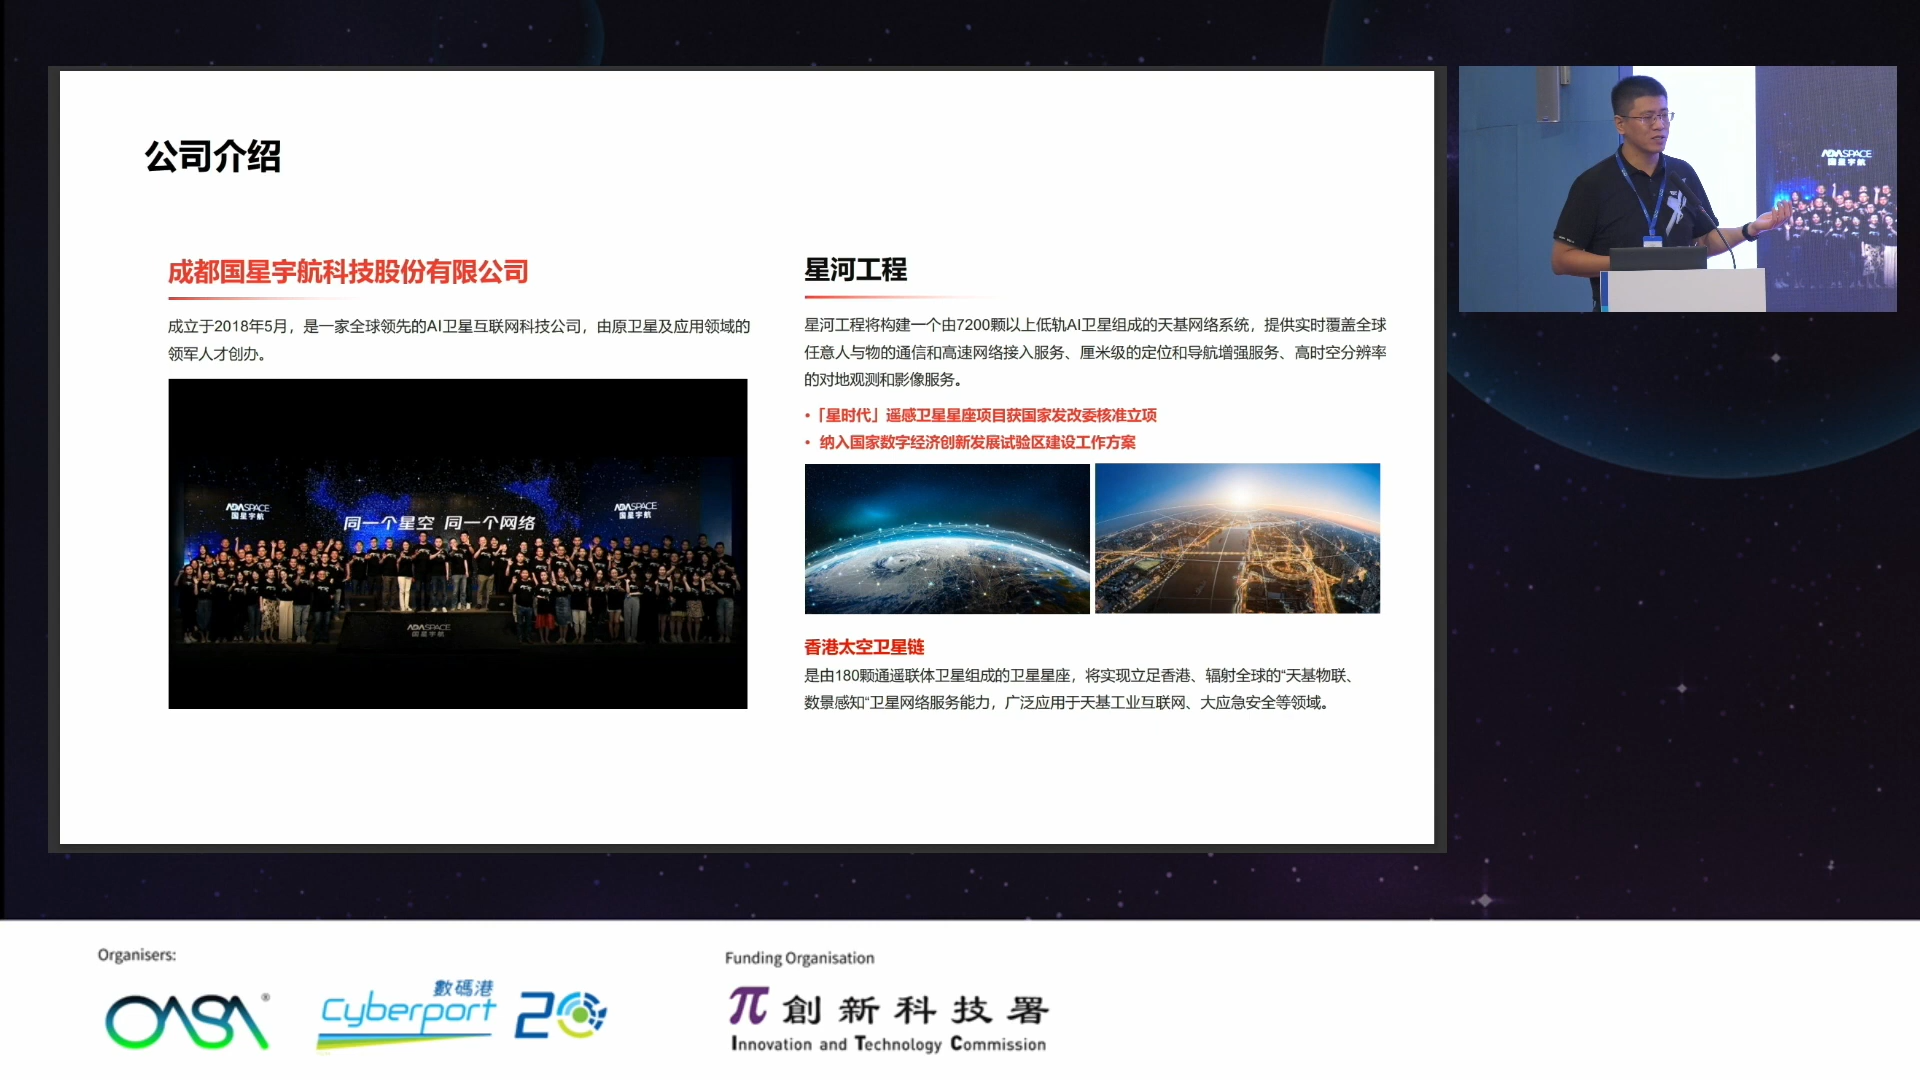 公司介绍
成都国星宇航科技股份有限公司
成立于2018年5月，是一家全球领先的AI卫星互联网科技公司，由原卫星及应用领域的
领军人才创办。
ADASPACE
国星宇航
同一个星空 同一个网络
ADASPACE
国星宇航
ADASPACE
国星宇航
星河工程
星河工程将构建一个由7200颗以上低轨AI卫星组成的天基网络系统，提供实时覆盖全球
任意人与物的通信和高速网络接入服务、厘米级的定位和导航增强服务、高时空分辨率
的对地观测和影像服务。
•「星时代」遥感卫星星座项目获国家发改委核准立项
• 纳入国家数字经济创新发展试验区建设工作方案
香港太空卫星链
是由180颗通遥联体卫星组成的卫星星座，将实现立足香港、辐射全球的“天基物联、
数景感知“卫星网络服务能力，广泛应用于天基工业互联网、大应急安全等领域。
ADASPACE
国星宇航
Organisers:
OASA®
數碼港
Cyberport 20
Funding Organisation
創新科技署
Innovation and Technology Commission